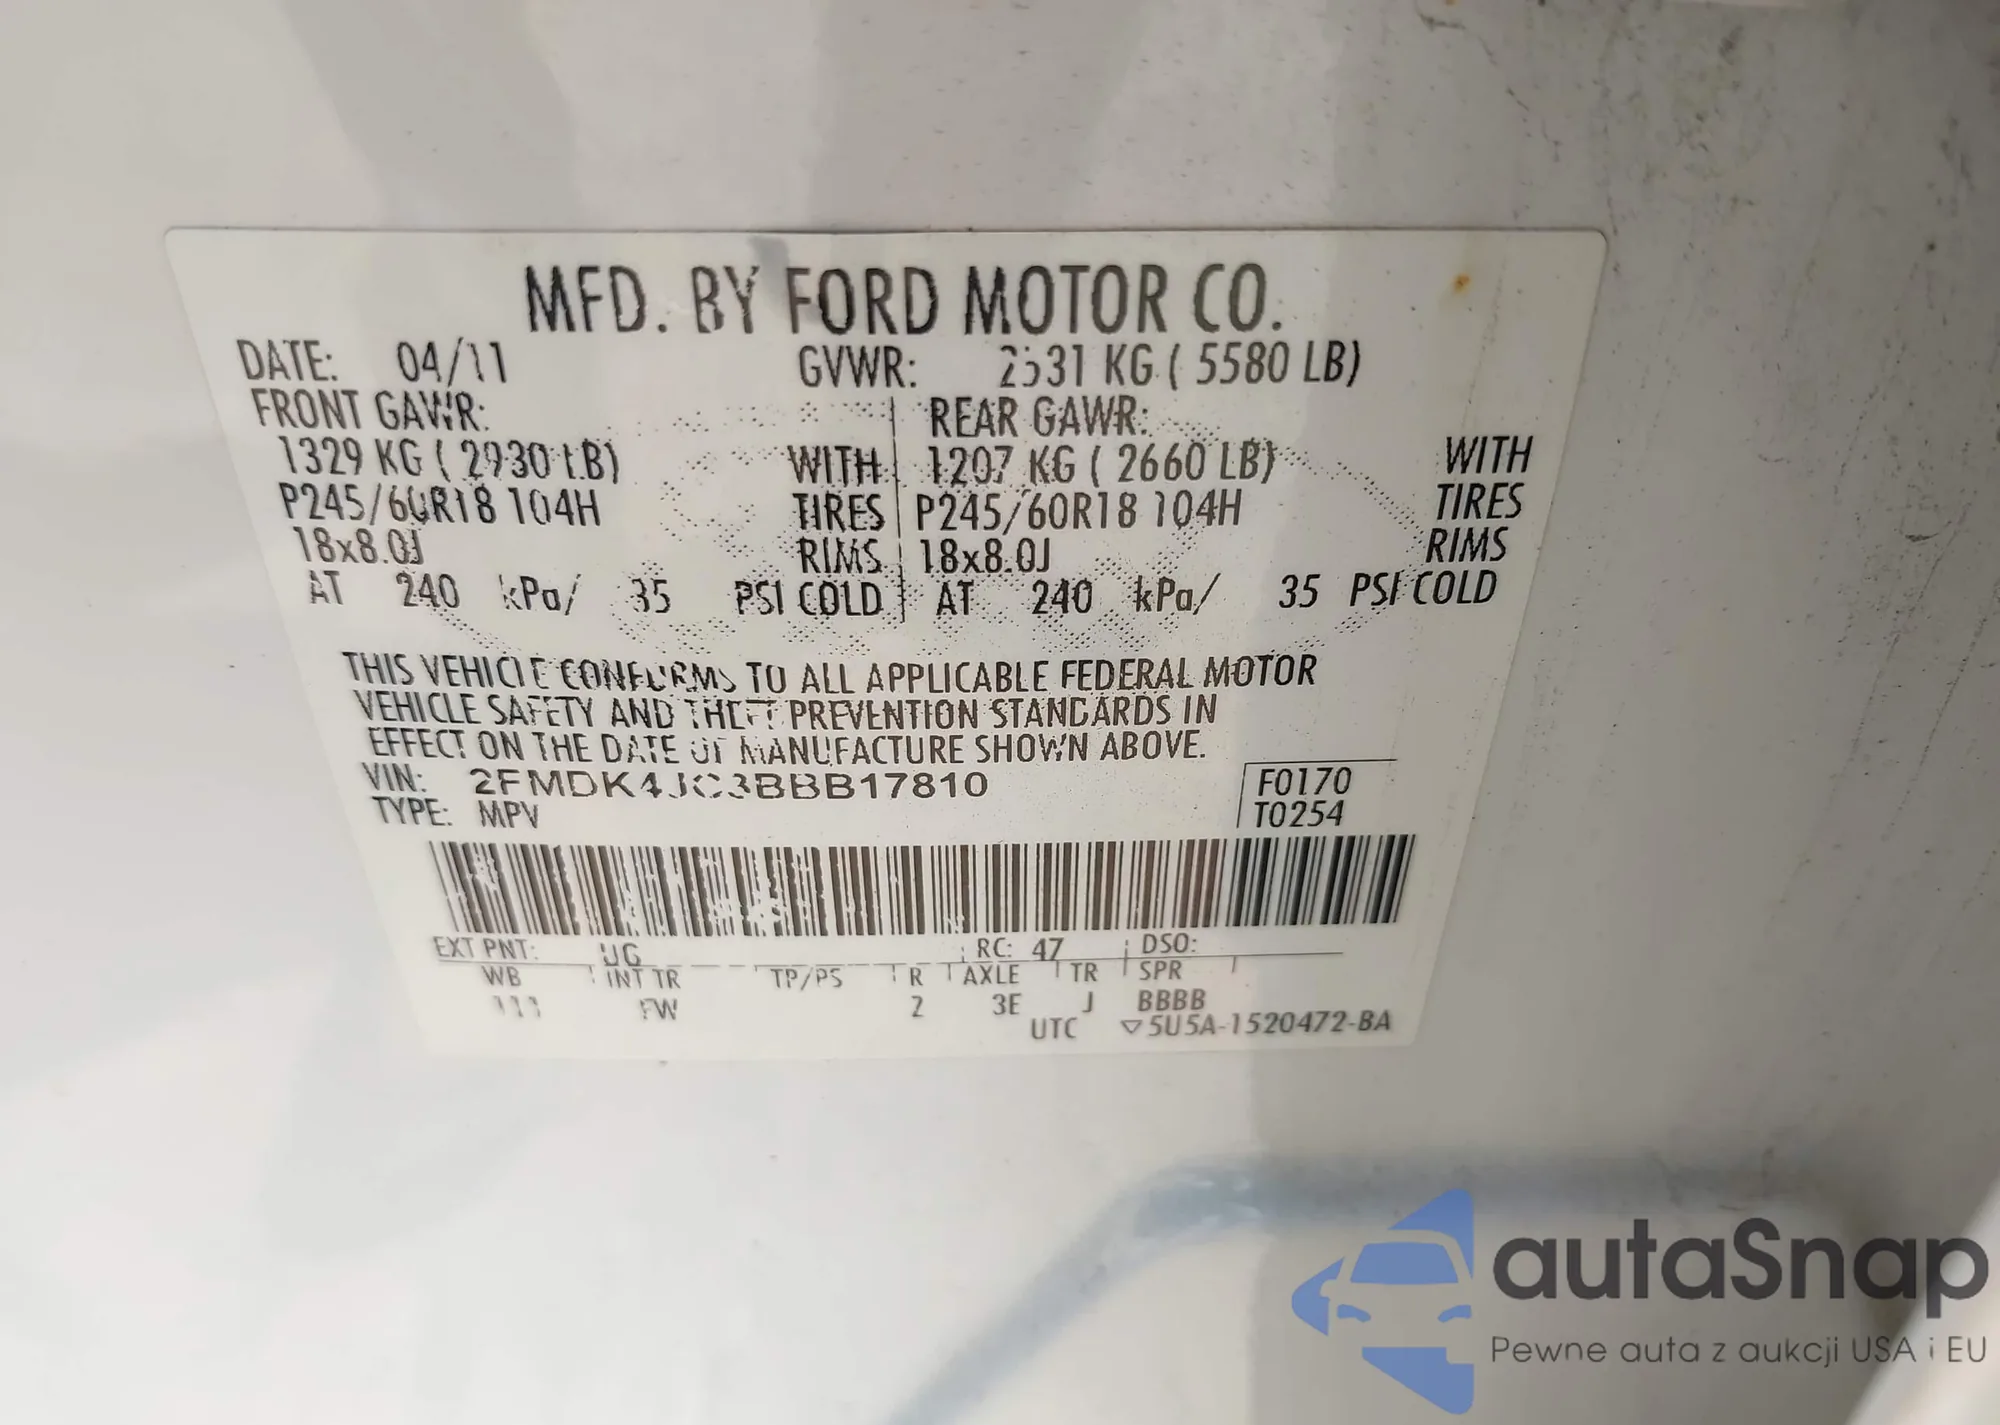 MFD. BY FORD MOTOR CO.
DATE: 04/11 GVWR: 2531 KG ( 5580 LB)
FRONT GAWR: REAR GAWR:
1329 KG ( 2930 LB) WITH 1207 KG ( 2660 LB) WITH
P245/60R18 104H TIRES P245/60R18 104H TIRES
18x8.0J RIMS 18x8.0J RIMS
AT 240 kPa/ 35 PSI COLD AT 240 kPa/ 35 PSI COLD
THIS VEHICLE CONFORMS TO ALL APPLICABLE FEDERAL MOTOR
VEHICLE SAFETY AND THEFT PREVENTION STANDARDS IN
EFFECT ON THE DATE OF MANUFACTURE SHOWN ABOVE.
VIN: 2FMDK4JC3BBB17810 F0170
TYPE: MPV T0254
EXT PNT: UG RC: 47 DSO:
WB INT TR TP/PS R AXLE TR SPR
111 FW 2 3E J BBBB
UTC ▽5U5A-1520472-BA
autaSnap
Pewne auta z aukcji USA i EU